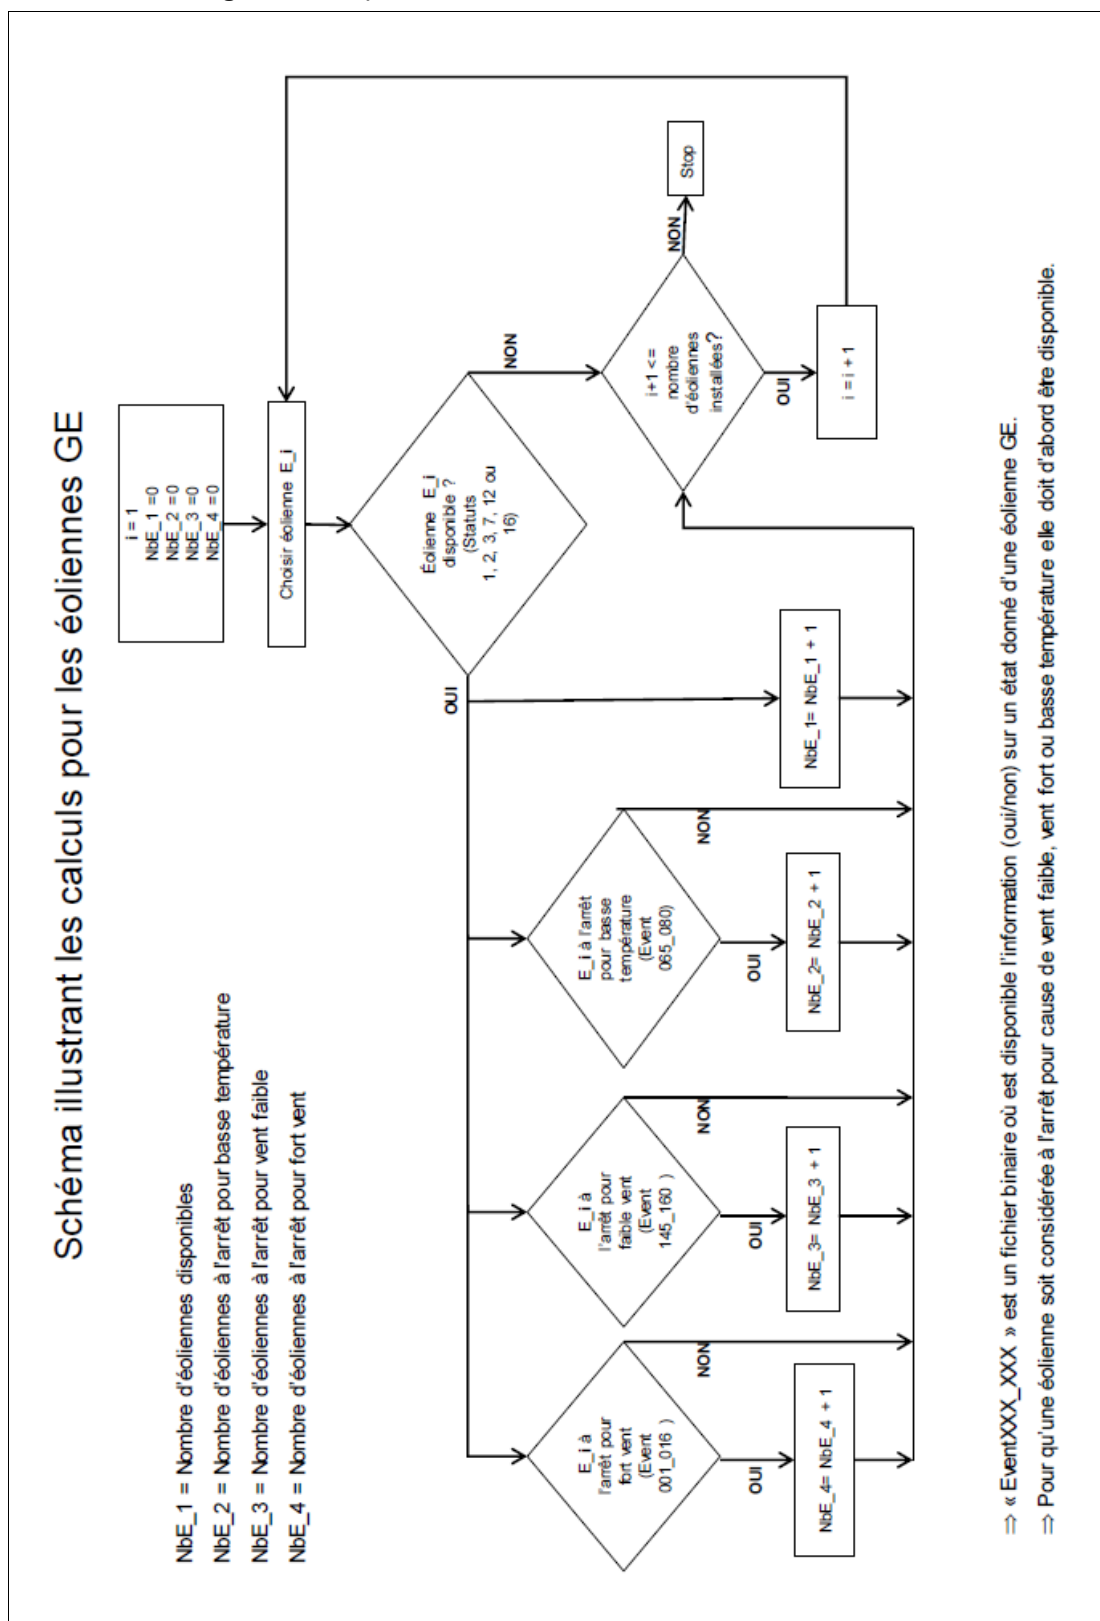 Schéma illustrant les calculs pour les éoliennes GE
NbE_1 = Nombre d'éoliennes disponibles
NbE_2 = Nombre d'éoliennes à l'arrêt pour basse température
NbE_3 = Nombre d'éoliennes à l'arrêt pour vent faible
NbE_4 = Nombre d'éoliennes à l'arrêt pour fort vent
i = 1
NbE_1 =0
NbE_2 = 0
NbE_3 = 0
NbE_4 = 0
Choisir éolienne E_i
Éolienne E_i
disponible ?
(Statuts
1, 2, 3, 7, 12 ou
16)
OUI
NON
E_i à
l'arrêt pour
fort vent
(Event
001_016 )
NON
OUI
NbE_4= NbE_4 + 1
E_i à
l'arrêt pour
faible vent
(Event
145_160 )
NON
OUI
NbE_3= NbE_3 + 1
E_i à l'arrêt
pour basse
température
(Event
065_080)
NON
OUI
NbE_2= NbE_2 + 1
NbE_1= NbE_1 + 1
i+1 <=
nombre
d'éoliennes
installées?
NON
Stop
OUI
i = i + 1
⇒ « EventXXX_XXX » est un fichier binaire où est disponible l'information (oui/non) sur un état donné d'une éolienne GE.
⇒ Pour qu'une éolienne soit considérée à l'arrêt pour cause de vent faible, vent fort ou basse température elle doit d'abord être disponible.